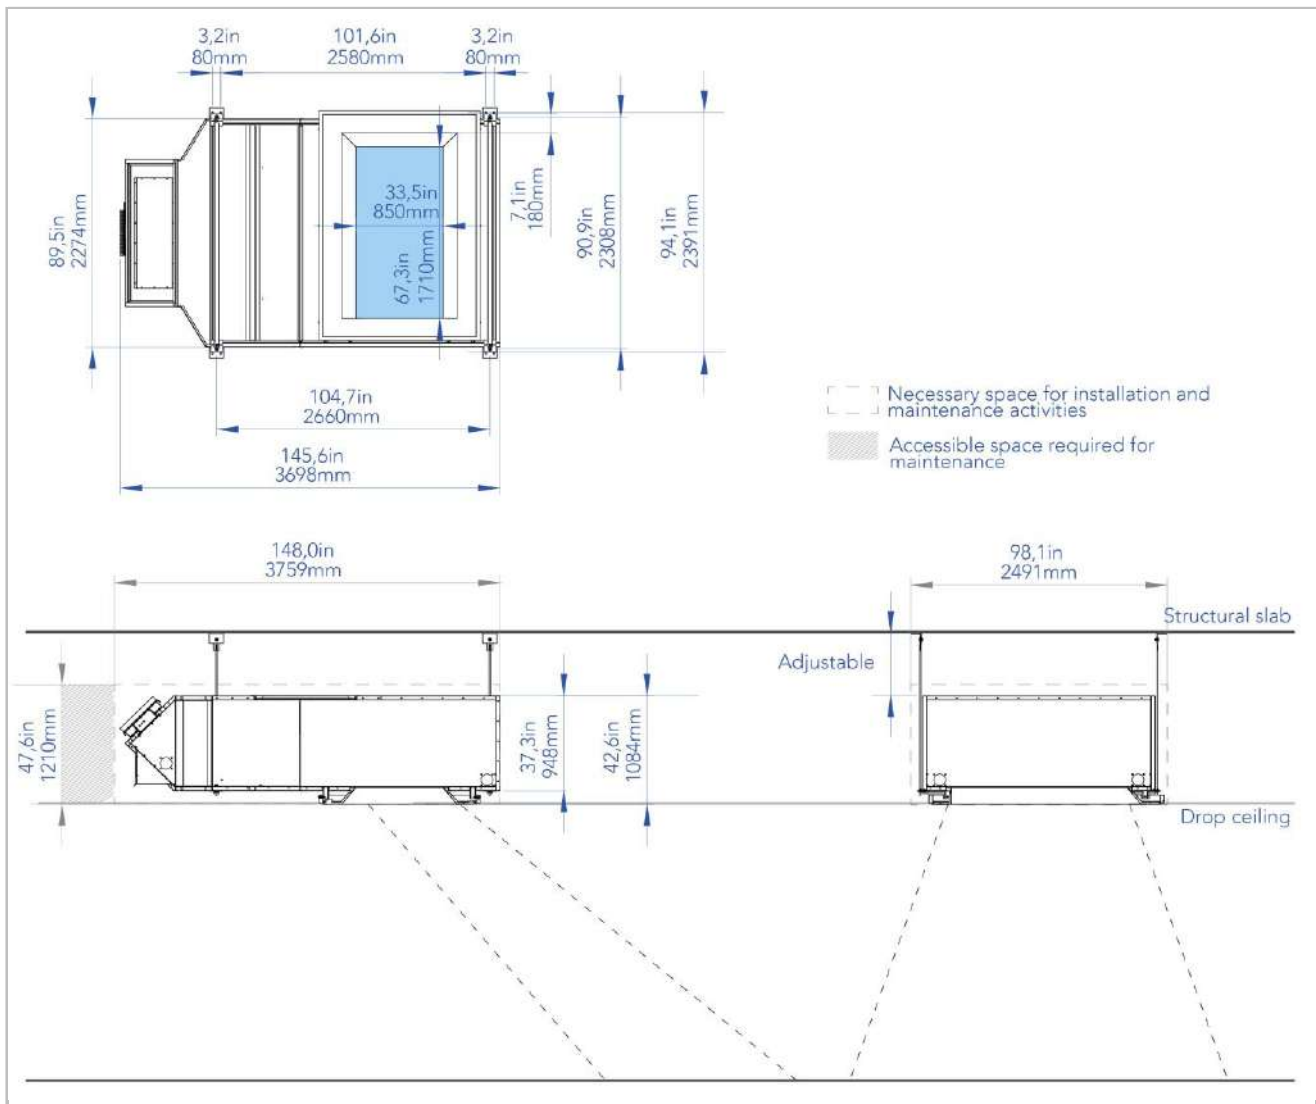 3,2in
80mm
101,6in
2580mm
3,2in
80mm
89,5in
2274mm
33,5in
850mm
67,3in
1710mm
7,1in
180mm
90,9in
2308mm
94,1in
2391mm
104,7in
2660mm
145,6in
3698mm
Necessary space for installation and
maintenance activities
Accessible space required for
maintenance
148,0in
3759mm
98,1in
2491mm
Structural slab
Adjustable
47,6in
1210mm
37,3in
948mm
42,6in
1084mm
Drop ceiling